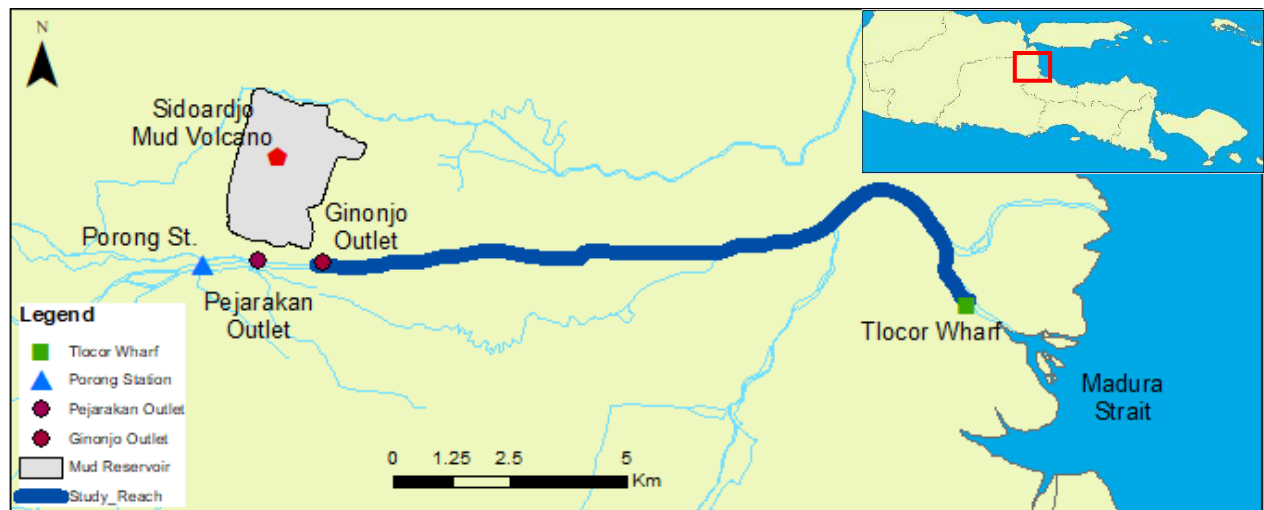 N
Sidoardjo
Mud Volcano
Ginonjo
Outlet
Porong St.
Pejarakan
Outlet
Tlocor Wharf
Madura
Strait
Legend
Tlocor Wharf
Porong Station
Pejarakan Outlet
Ginonjo Outlet
Mud Reservoir
Study_Reach
0 1.25 2.5 5
Km